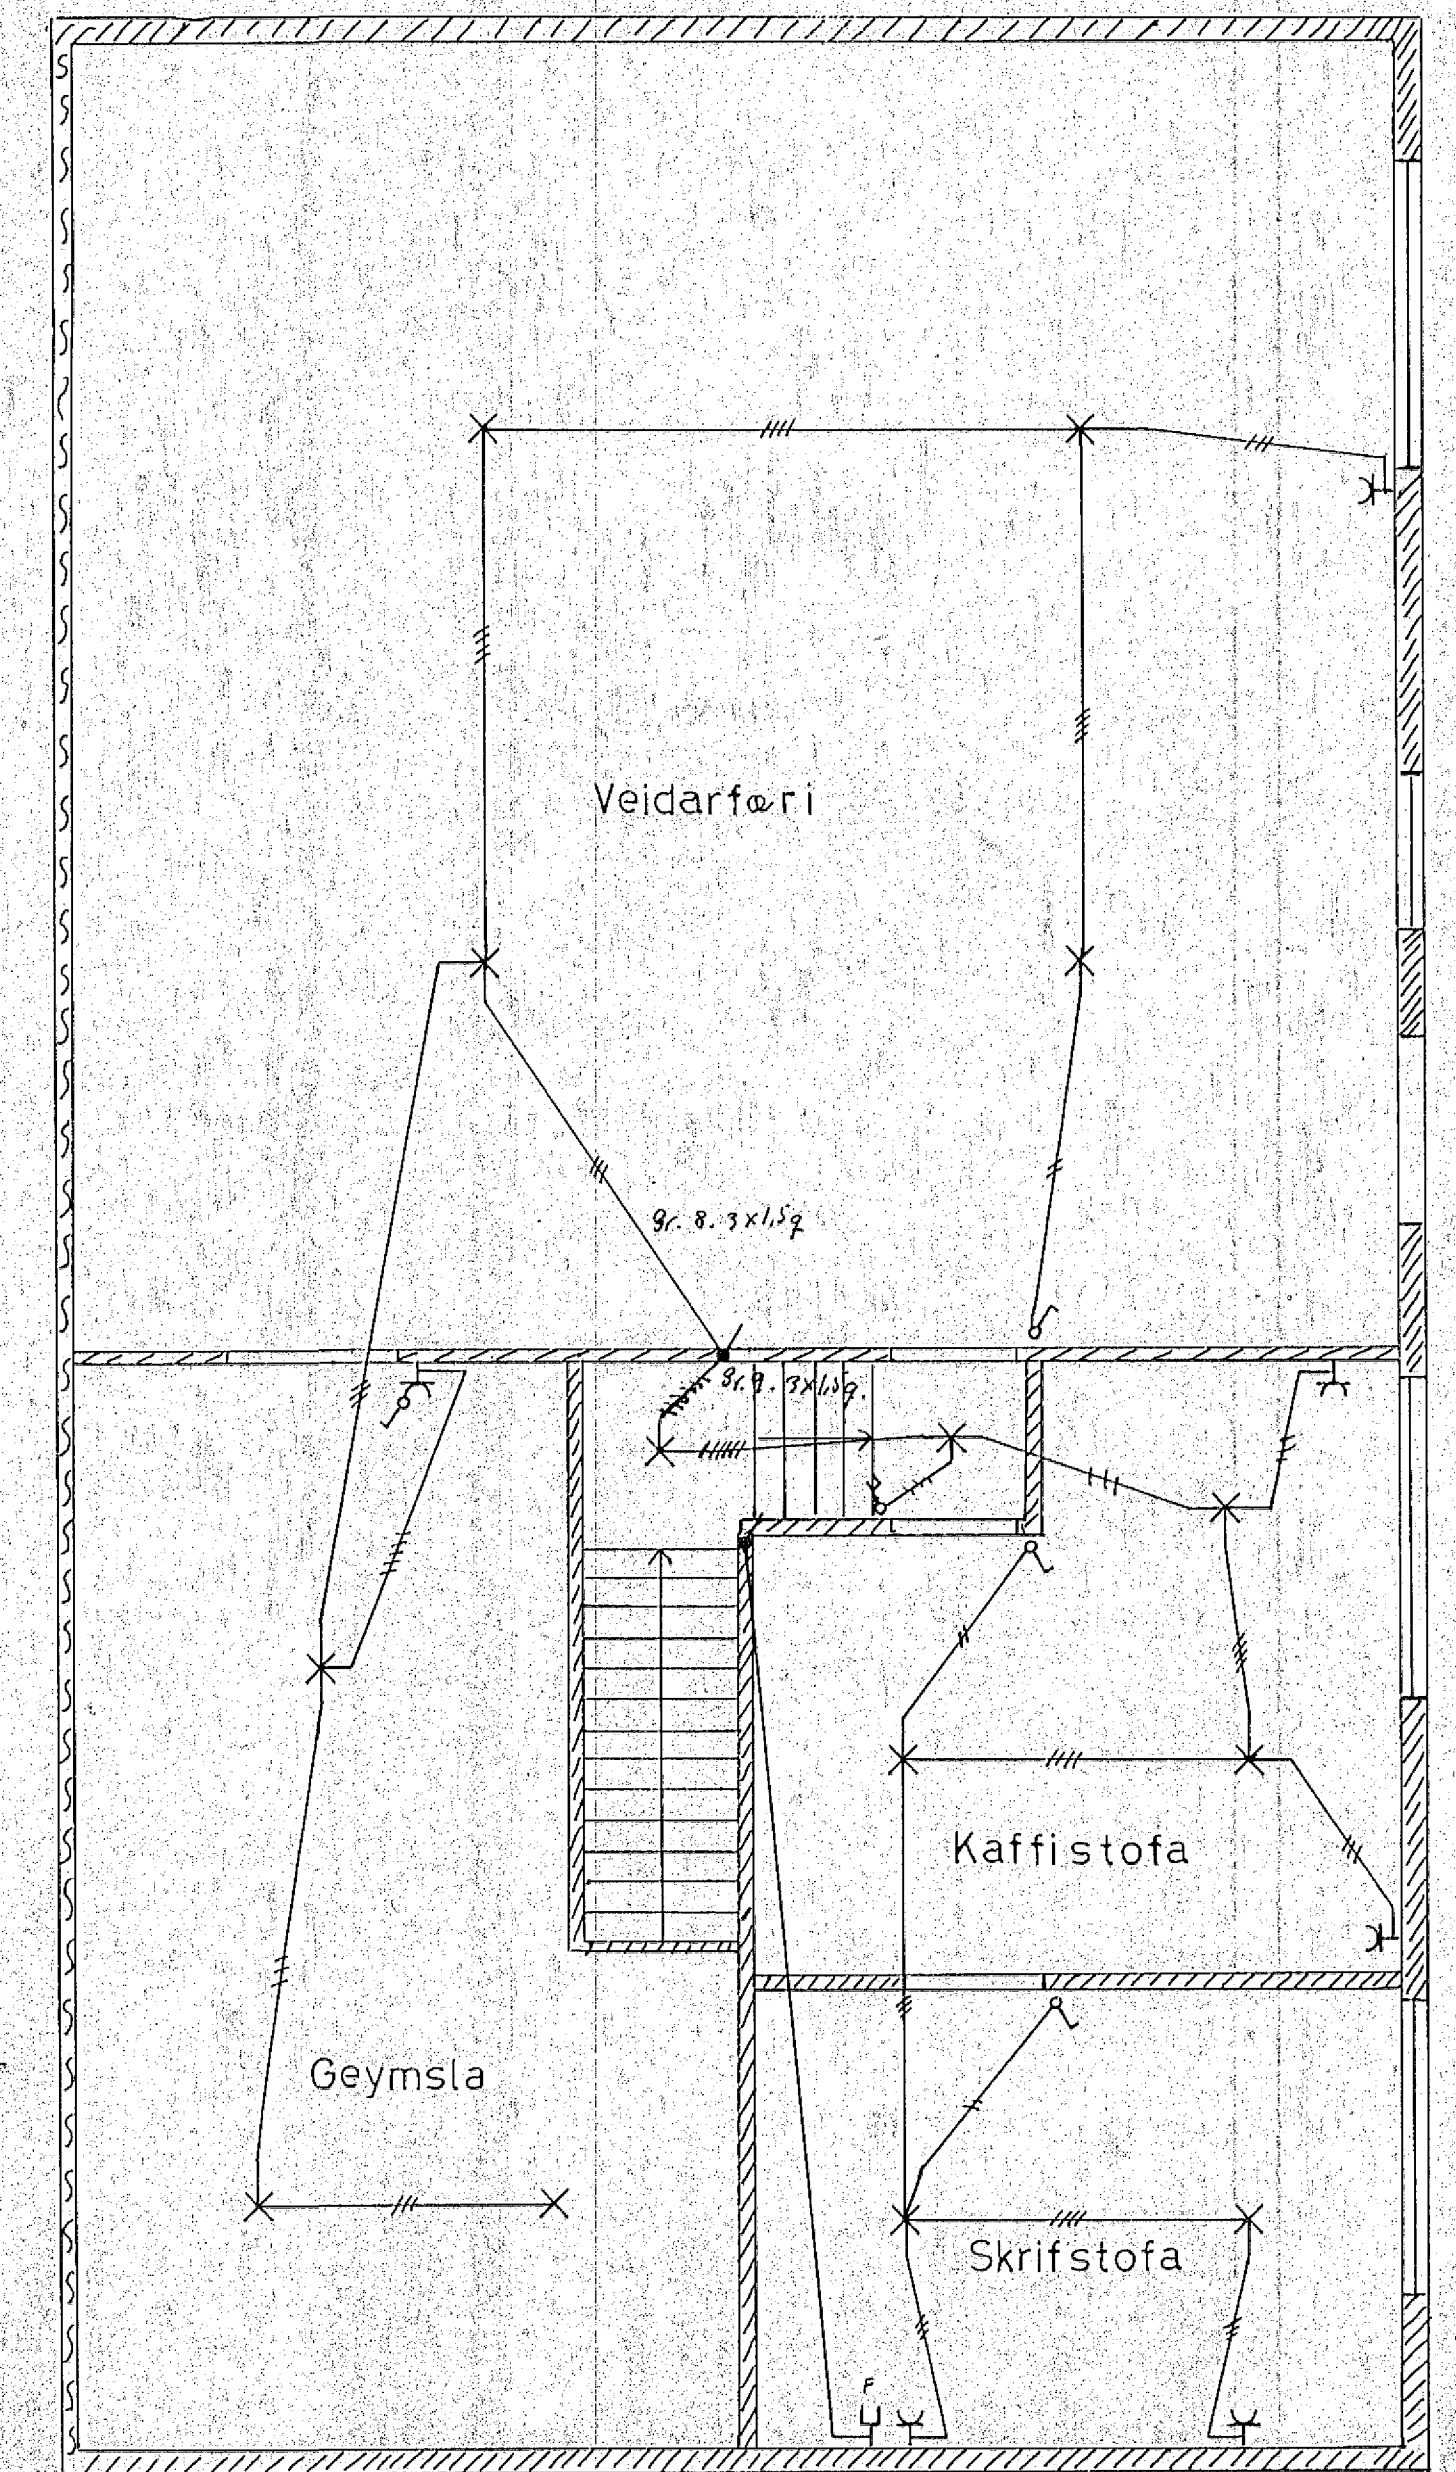 Veidarfæri
gr. 8. 3x1,5q
gr. 9. 3x1,5q.
Kaffistofa
Geymsla
Skrifstofa
F